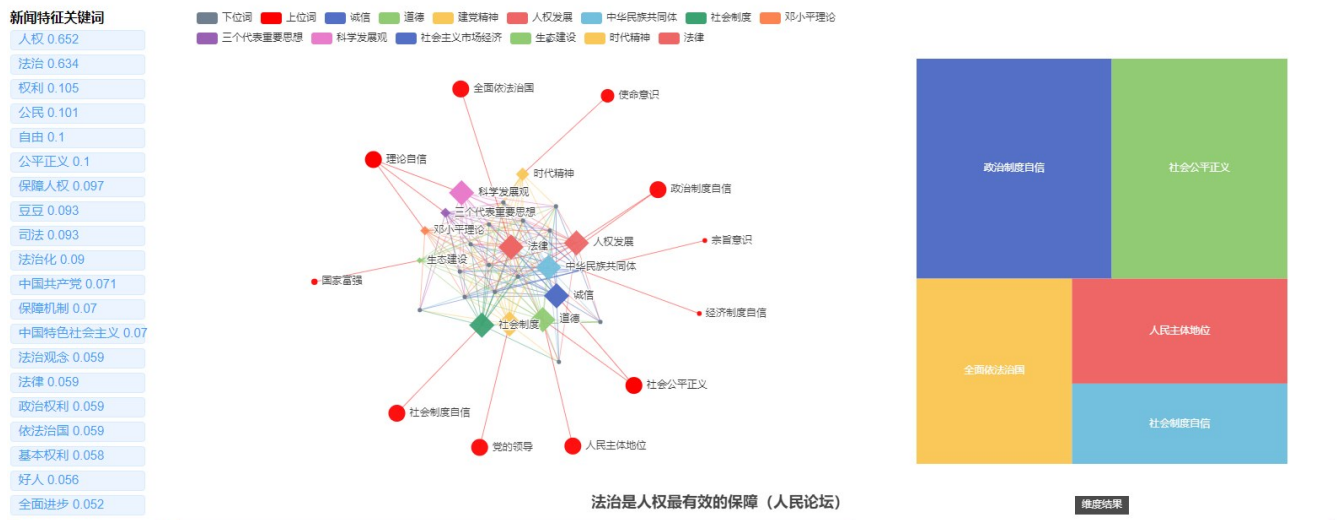 新闻特征关键词
人权 0.652
法治 0.634
权利 0.105
公民 0.101
自由 0.1
公平正义 0.1
保障人权 0.097
豆豆 0.093
司法 0.093
法治化 0.09
中国共产党 0.071
保障机制 0.07
中国特色社会主义 0.07
法治观念 0.059
法律 0.059
政治权利 0.059
依法治国 0.059
基本权利 0.058
好人 0.056
全面进步 0.052
下位词 上位词 诚信 道德 建党精神 人权发展 中华民族共同体 社会制度 邓小平理论
三个代表重要思想 科学发展观 社会主义市场经济 生态建设 时代精神 法律
全面依法治国
使命意识
理论自信
时代精神
科学发展观
政治制度自信
三个代表重要思想
邓小平理论
人权发展
宗旨意识
法律
生态建设
中华民族共同体
国家富强
诚信
经济制度自信
社会制度
道德
社会公平正义
社会制度自信
党的领导
人民主体地位
法治是人权最有效的保障（人民论坛）
政治制度自信
社会公平正义
全面依法治国
人民主体地位
社会制度自信
维度结果